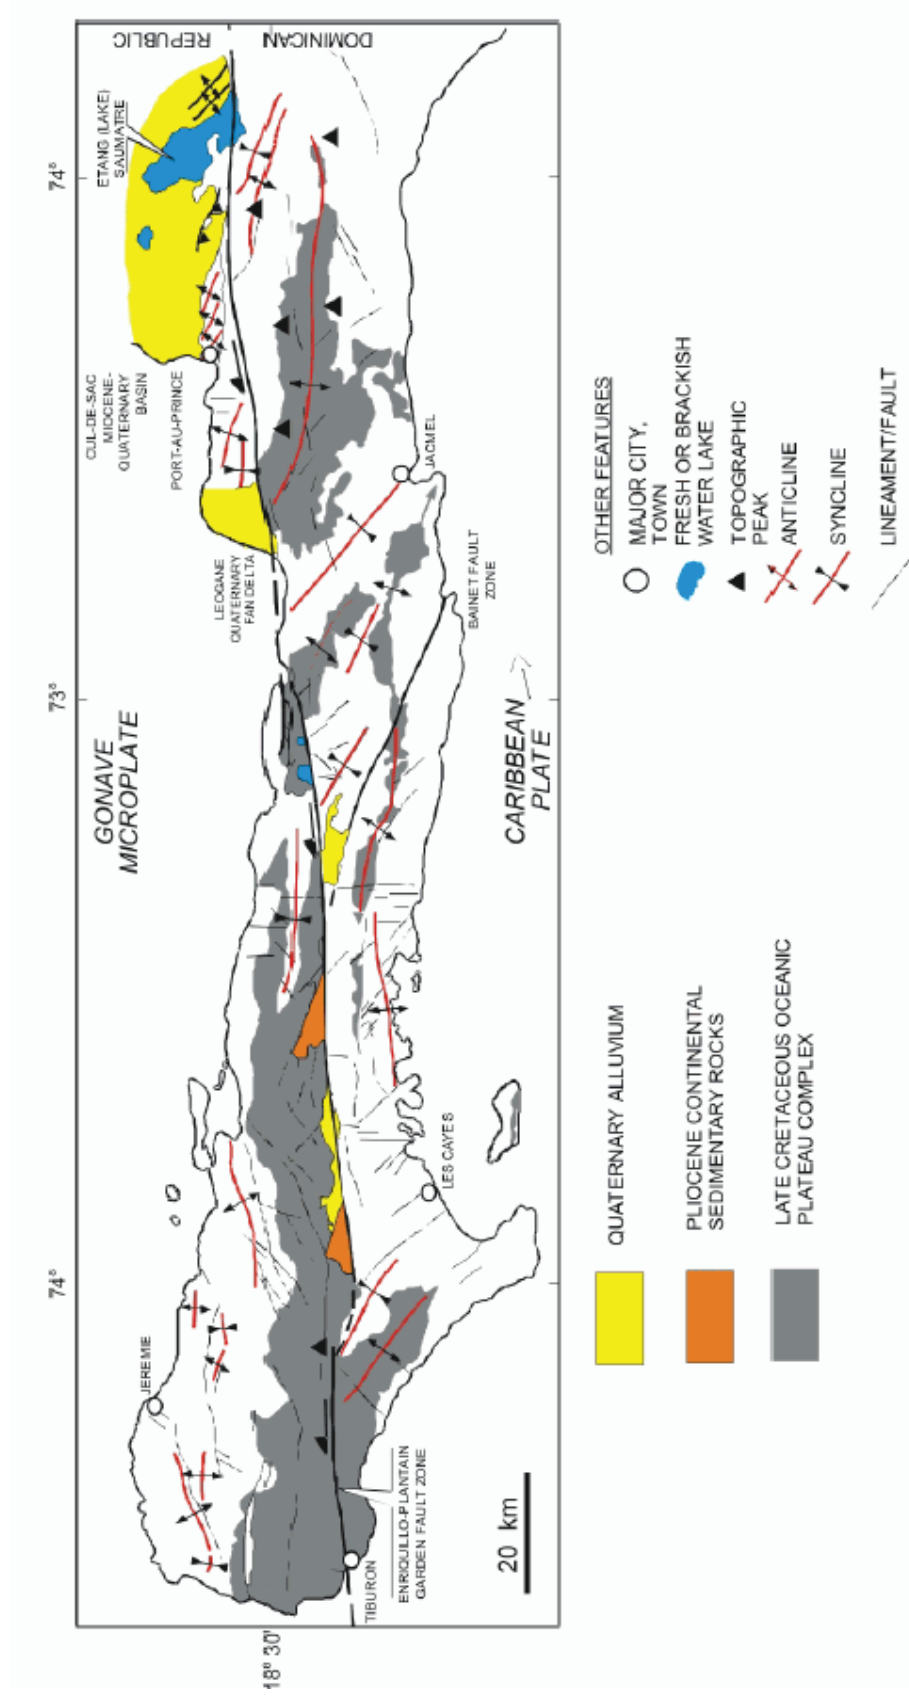 74°
73°
74°
GONAVE
MICROPLATE
CUL-DE-SAC
MIOCENE-
QUATERNARY
BASIN
ETANG (LAKE)
SAUMATRE
DOMINICAN
REPUBLIC
JEREMIE
PORT-AU-PRINCE
LEOGANE
QUATERNARY
FAN DELTA
18° 30'
TIBURON
ENRIQUILLO-PLANTAIN
GARDEN FAULT ZONE
LES CAYES
JACMEL
BAINET FAULT
ZONE
CARIBBEAN
PLATE
20 km
QUATERNARY ALLUVIUM
PLIOCENE CONTINENTAL
SEDIMENTARY ROCKS
LATE CRETACEOUS OCEANIC
PLATEAU COMPLEX
OTHER FEATURES
MAJOR CITY,
TOWN
FRESH OR BRACKISH
WATER LAKE
TOPOGRAPHIC
PEAK
ANTICLINE
SYNCLINE
LINEAMENT/FAULT